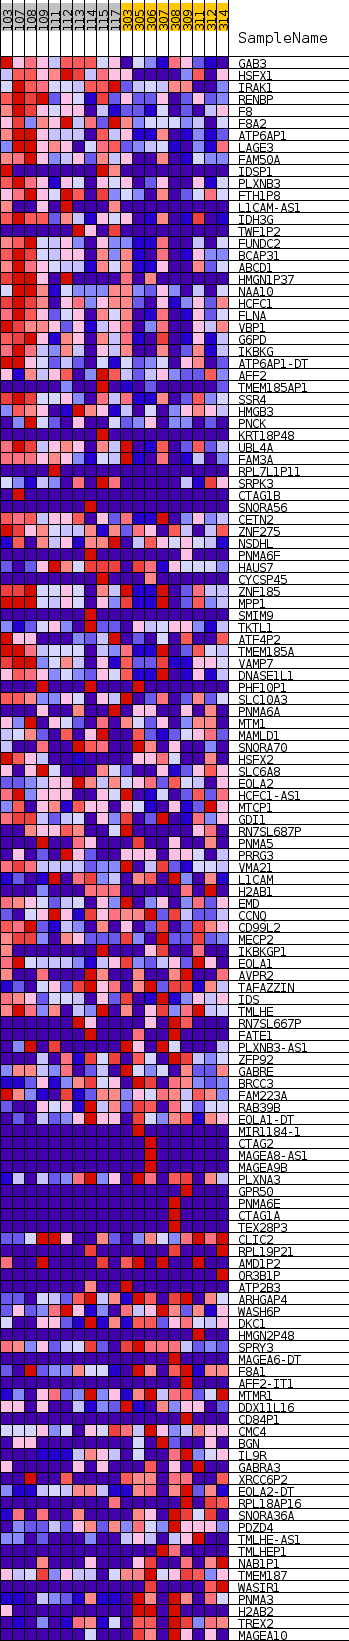 103 107 108 109 111 112 113 114 115 117 303 305 306 307 308 309 311 312 314
SampleName
GAB3
HSFX1
IRAK1
RENBP
F8
F8A2
ATP6AP1
LAGE3
FAM50A
IDSP1
PLXNB3
FTH1P8
L1CAM-AS1
IDH3G
TWF1P2
FUNDC2
BCAP31
ABCD1
HMGN1P37
NAA10
HCFC1
FLNA
VBP1
G6PD
IKBKG
ATP6AP1-DT
AFF2
TMEM185AP1
SSR4
HMGB3
PNCK
KRT18P48
UBL4A
FAM3A
RPL7L1P11
SRPK3
CTAG1B
SNORA56
CETN2
ZNF275
NSDHL
PNMA6F
HAUS7
CYCSP45
ZNF185
MPP1
SMIM9
TKTL1
ATF4P2
TMEM185A
VAMP7
DNASE1L1
PHF10P1
SLC10A3
PNMA6A
MTM1
MAMLD1
SNORA70
HSFX2
SLC6A8
EOLA2
HCFC1-AS1
MTCP1
GDI1
RN7SL687P
PNMA5
PRRG3
VMA21
L1CAM
H2AB1
EMD
CCNQ
CD99L2
MECP2
IKBKGP1
EOLA1
AVPR2
TAFAZZIN
IDS
TMLHE
RN7SL667P
FATE1
PLXNB3-AS1
ZFP92
GABRE
BRCC3
FAM223A
RAB39B
EOLA1-DT
MIR1184-1
CTAG2
MAGEA8-AS1
MAGEA9B
PLXNA3
GPR50
PNMA6E
CTAG1A
TEX28P3
CLIC2
RPL19P21
AMD1P2
OR3B1P
ATP2B3
ARHGAP4
WASH6P
DKC1
HMGN2P48
SPRY3
MAGEA6-DT
F8A1
AFF2-IT1
MTMR1
DDX11L16
CD84P1
CMC4
BGN
IL9R
GABRA3
XRCC6P2
EOLA2-DT
RPL18AP16
SNORA36A
PDZD4
TMLHE-AS1
TMLHEP1
NAB1P1
TMEM187
WASIR1
PNMA3
H2AB2
TREX2
MAGEA10